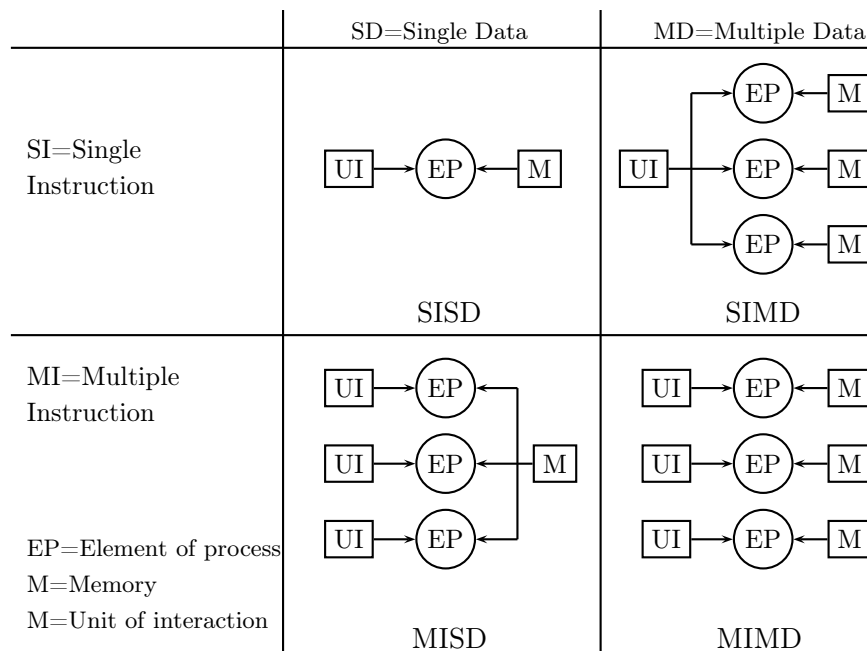 SD=Single Data
MD=Multiple Data
SI=Single
Instruction
UI EP M
SISD
EP M
UI EP M
EP M
SIMD
MI=Multiple
Instruction
UI EP
UI EP M
UI EP
MISD
UI EP M
UI EP M
UI EP M
MIMD
EP=Element of process
M=Memory
M=Unit of interaction